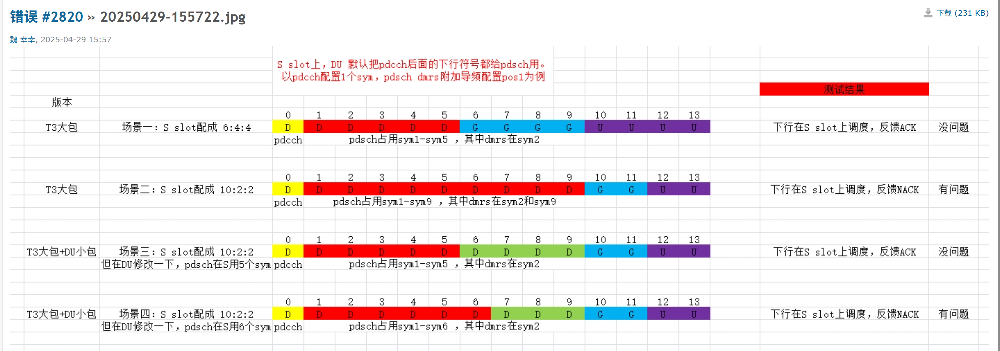 错误 #2820 » 20250429-155722.jpg
下载 (231 KB)
魏 幸幸, 2025-04-29 15:57
S slot上，DU 默认把pdcch后面的下行符号都给pdsch用。
以pdcch配置1个sym，pdsch dmrs附加导频配置pos1为例
测试结果
版本
0 1 2 3 4 5 6 7 8 9 10 11 12 13
T3大包 场景一：S slot配成 6:4:4 D D D D D D G G G G U U U U 下行在S slot上调度，反馈ACK 没问题
pdcch pdsch占用sym1-sym5 ，其中dmrs在sym2
0 1 2 3 4 5 6 7 8 9 10 11 12 13
T3大包 场景二：S slot配成 10:2:2 D D D D D D D D D D G G U U 下行在S slot上调度，反馈NACK 有问题
pdcch pdsch占用sym1-sym9 ，其中dmrs在sym2和sym9
0 1 2 3 4 5 6 7 8 9 10 11 12 13
T3大包+DU小包 场景三：S slot配成 10:2:2 D D D D D D D D D D G G U U 下行在S slot上调度，反馈ACK 没问题
但在DU修改一下，pdsch在S用5个sym pdcch pdsch占用sym1-sym5 ，其中dmrs在sym2
0 1 2 3 4 5 6 7 8 9 10 11 12 13
T3大包+DU小包 场景四：S slot配成 10:2:2 D D D D D D D D D D G G U U 下行在S slot上调度，反馈NACK 有问题
但在DU修改一下，pdsch在S用6个sym pdcch pdsch占用sym1-sym6 ，其中dmrs在sym2